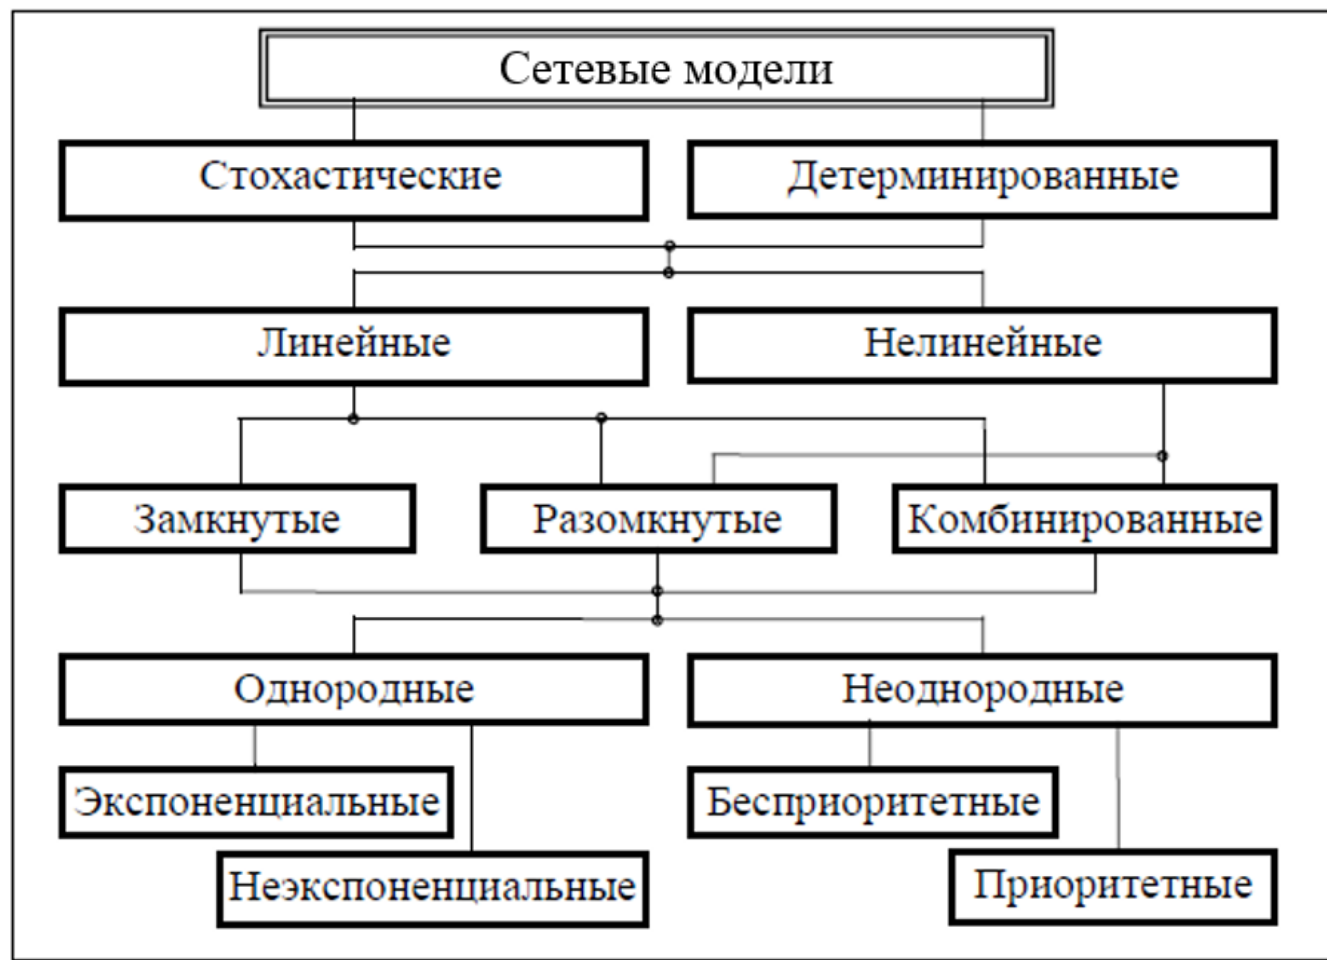 Сетевые модели
Стохастические
Детерминированные
Линейные
Нелинейные
Замкнутые
Разомкнутые
Комбинированные
Однородные
Неоднородные
Экспоненциальные
Бесприоритетные
Неэкспоненциальные
Приоритетные